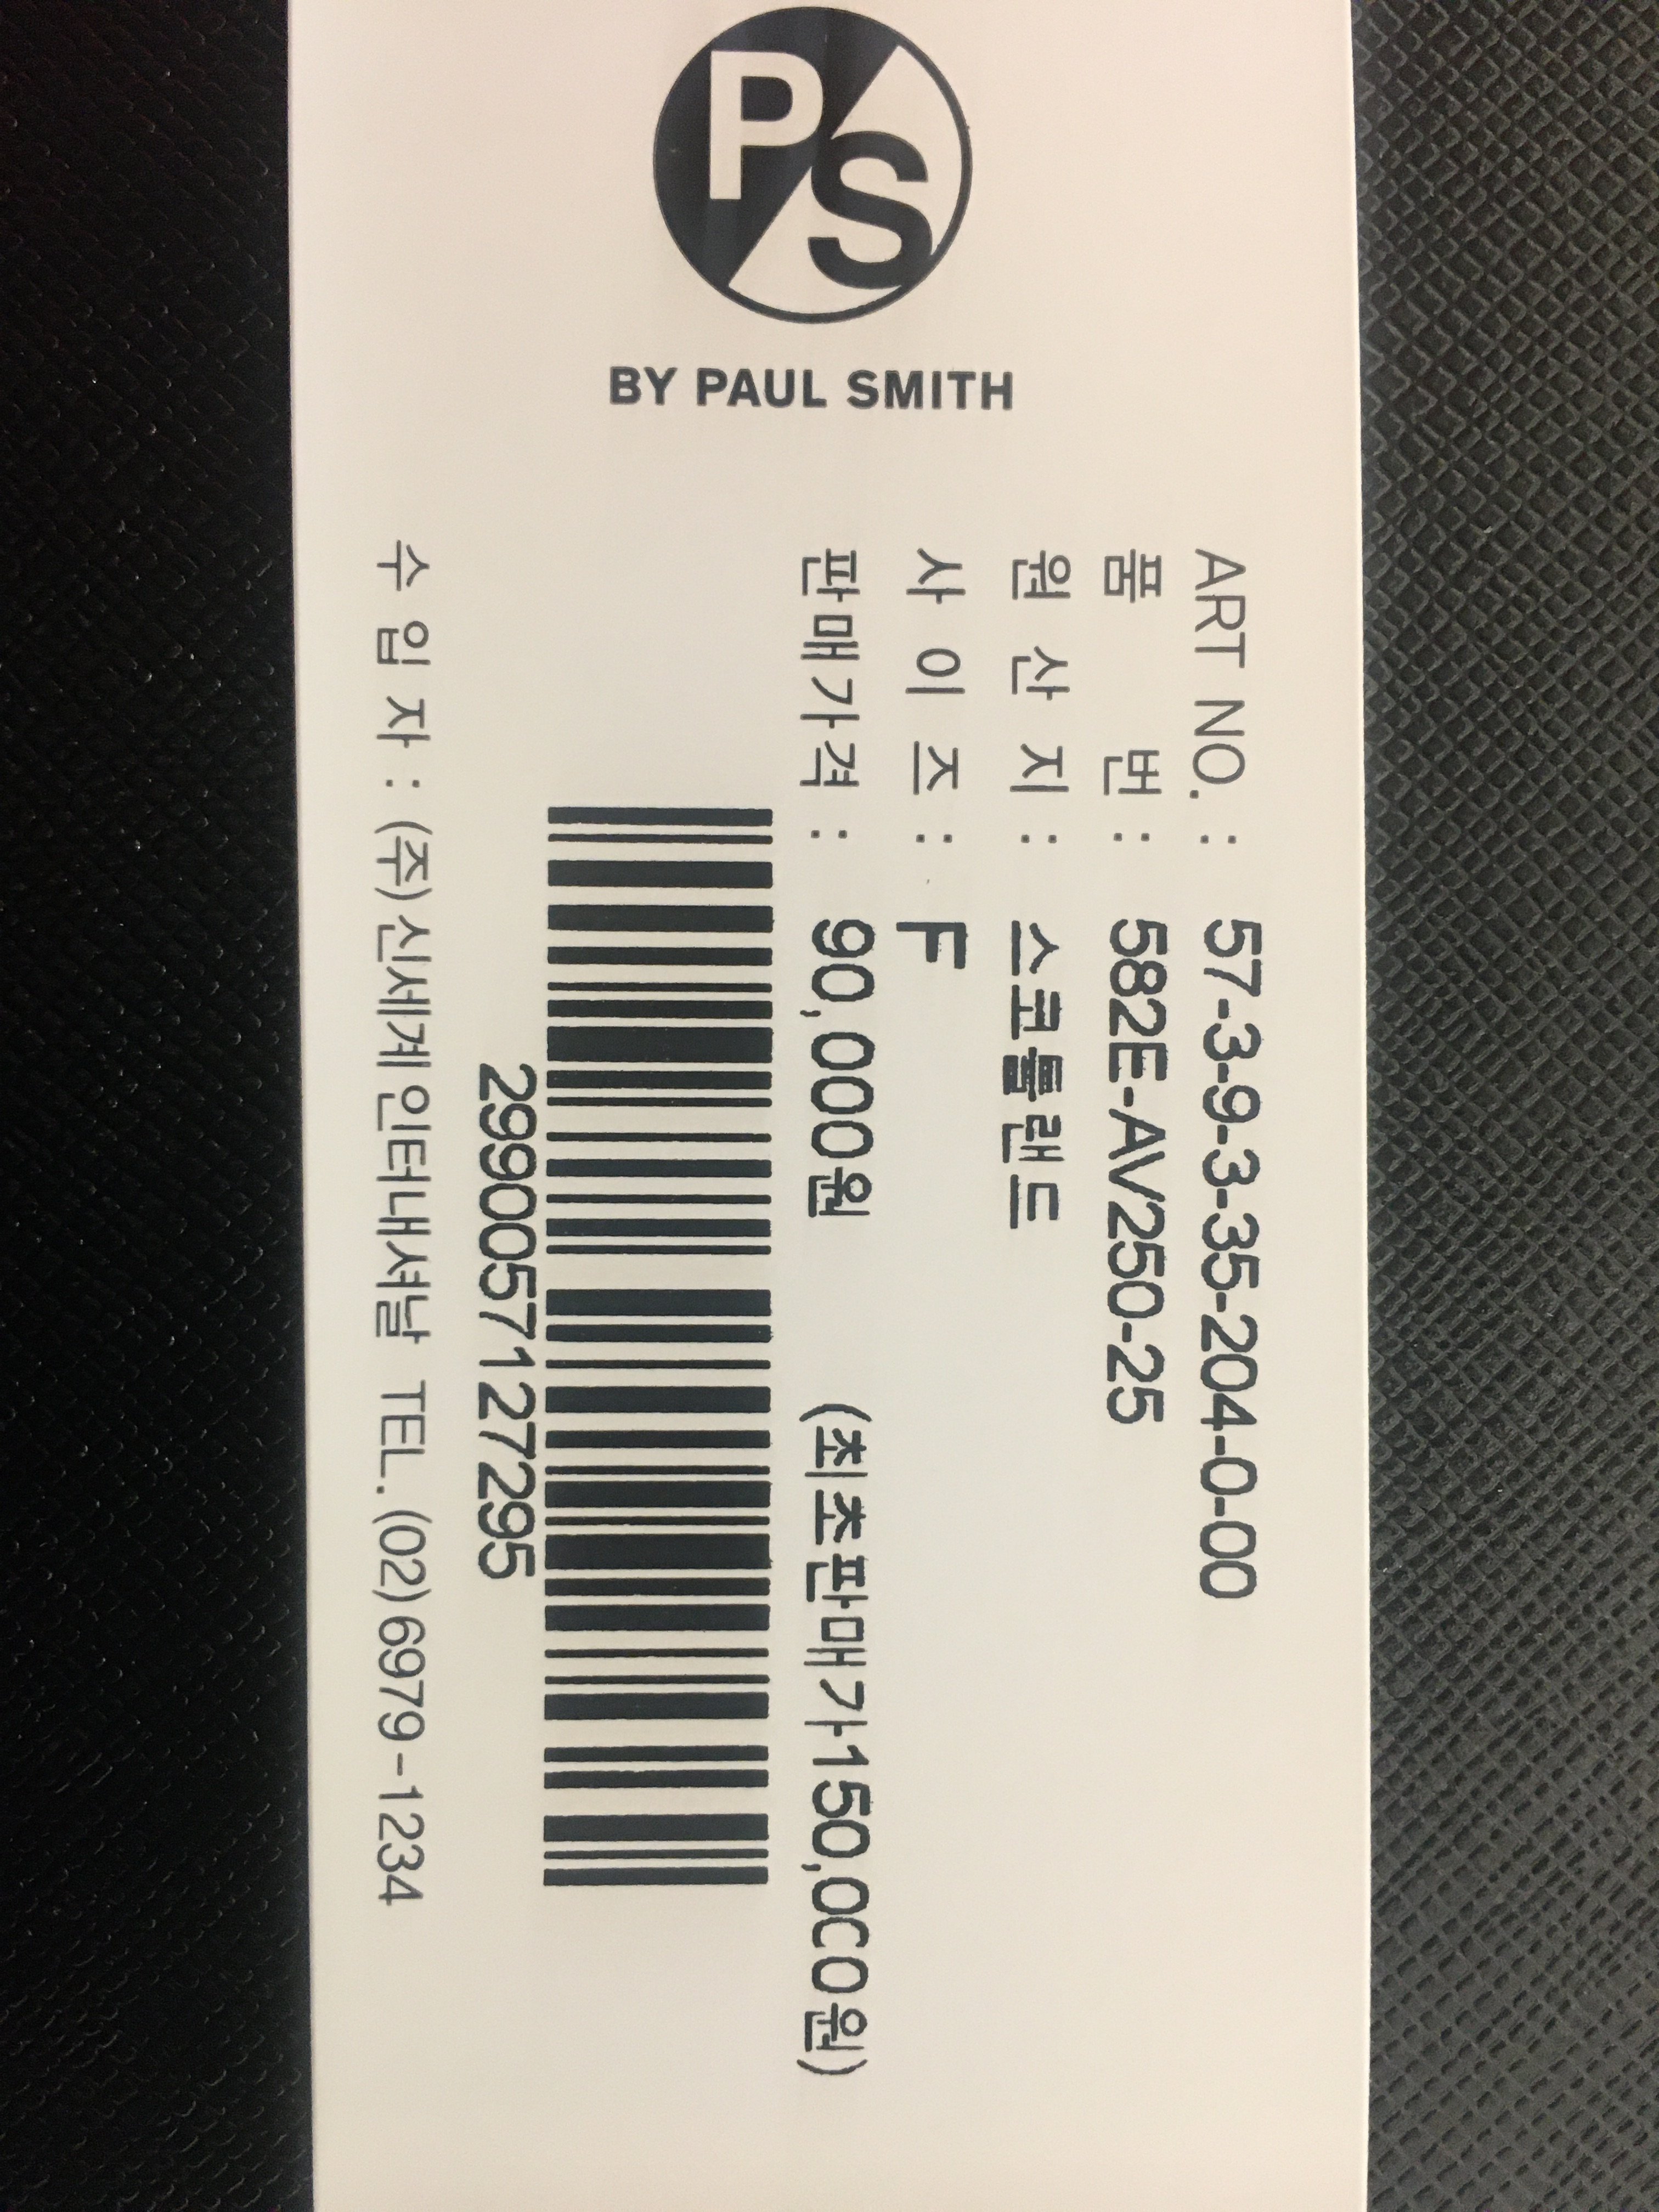 PS
BY PAUL SMITH
ART NO. : 57-3-9-3-35-204-0-00
품 번 : 582E-AV250-25
원 산 지 : 스코틀랜드
사 이 즈 : F
판매가격 : 90,000원 (최초판매가150,000원)
2990057127295
수 입 자 : (주)신세계인터내셔날 TEL. (02)6979-1234